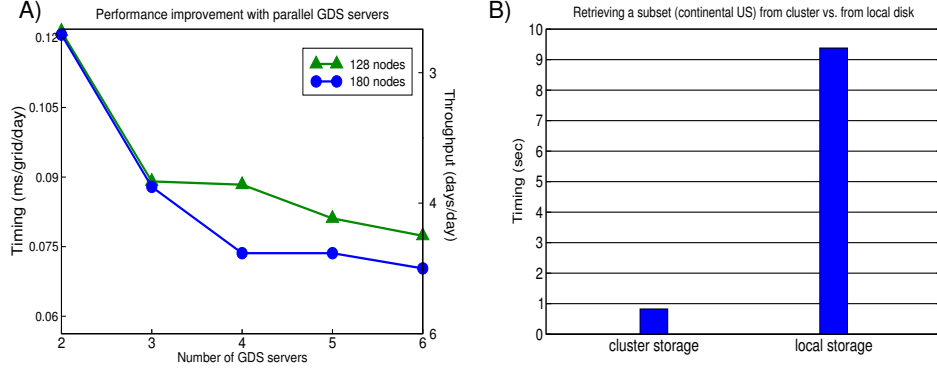 A)
Performance improvement with parallel GDS servers
128 nodes
180 nodes
Timing (ms/grid/day)
0.12
0.105
0.09
0.075
0.06
Throughput (days/day)
3
4
6
2
3
4
5
6
Number of GDS servers
B)
Retrieving a subset (continental US) from cluster vs. from local disk
Timing (sec)
10
9
8
7
6
5
4
3
2
1
0
cluster storage
local storage